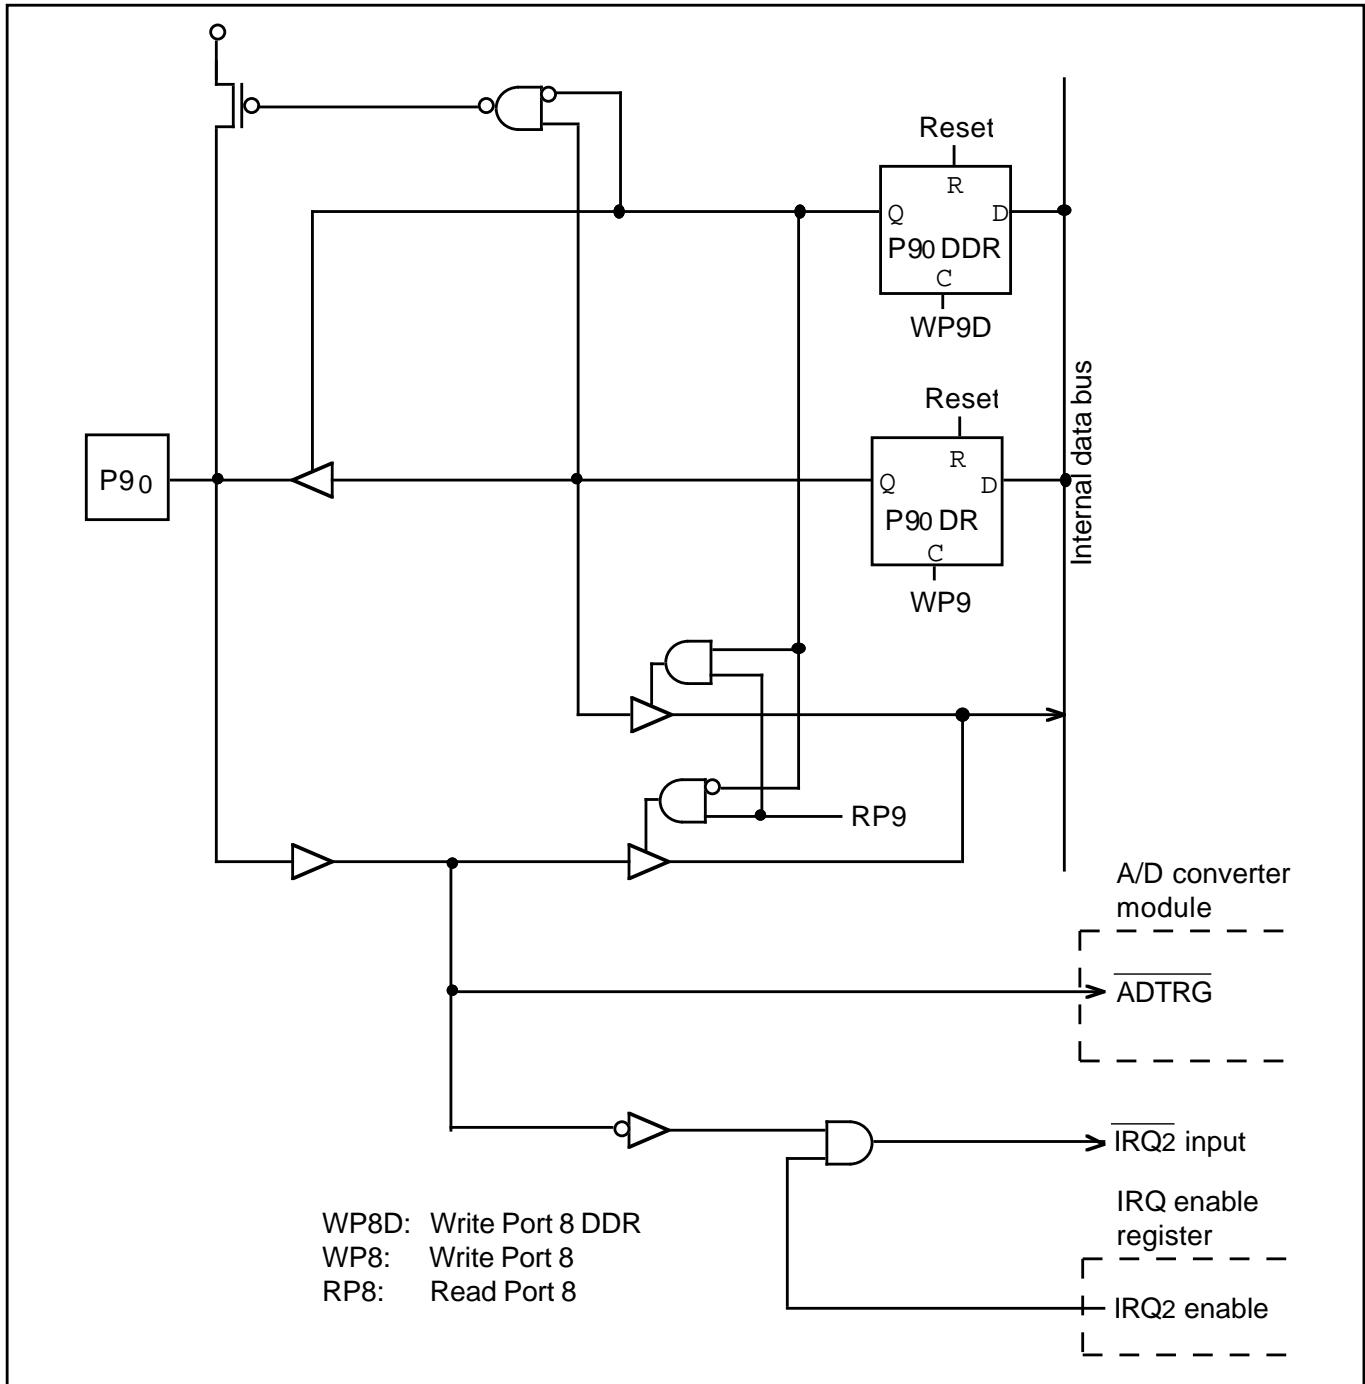 Reset
R
Q D
P90 DDR
C
WP9D
Internal data bus
Reset
R
Q D
P90 DR
C
WP9
P90
RP9
A/D converter
module
ADTRG
IRQ2 input
IRQ enable
register
IRQ2 enable
WP8D: Write Port 8 DDR
WP8: Write Port 8
RP8: Read Port 8